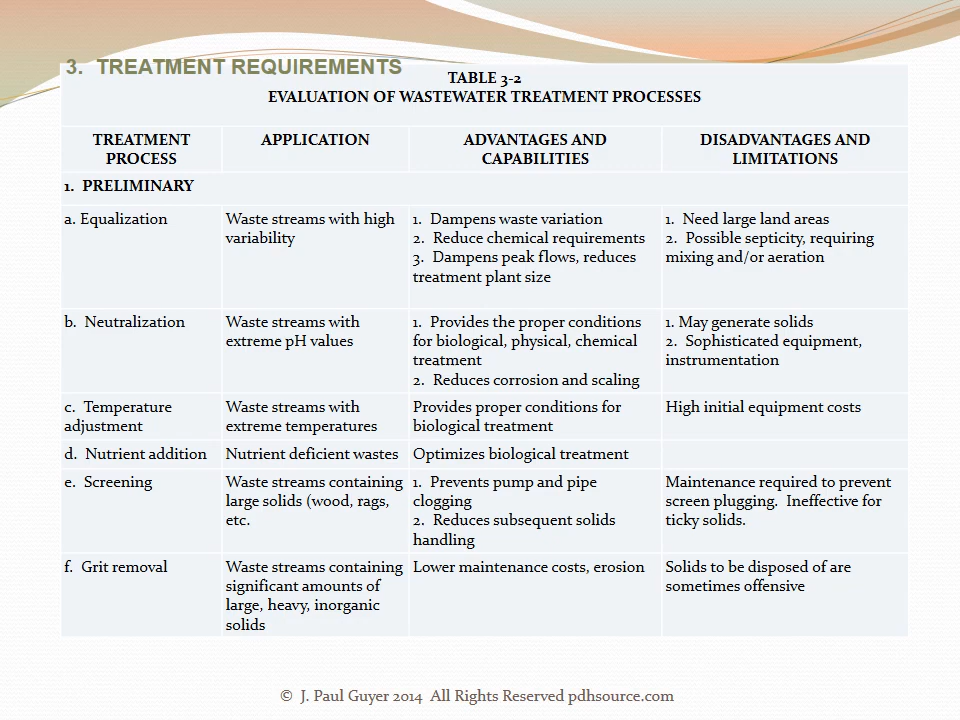 3.  TREATMENT REQUIREMENTS
TABLE 3-2
EVALUATION OF WASTEWATER TREATMENT PROCESSES
TREATMENT
PROCESS
APPLICATION
ADVANTAGES AND
CAPABILITIES
DISADVANTAGES AND
LIMITATIONS
1.  PRELIMINARY
a. Equalization
Waste streams with high
variability
1.  Dampens waste variation
2.  Reduce chemical requirements
3.  Dampens peak flows, reduces
treatment plant size
1.  Need large land areas
2.  Possible septicity, requiring
mixing and/or aeration
b.  Neutralization
Waste streams with
extreme pH values
1.  Provides the proper conditions
for biological, physical, chemical
treatment
2.  Reduces corrosion and scaling
1. May generate solids
2.  Sophisticated equipment,
instrumentation
c.  Temperature
adjustment
Waste streams with
extreme temperatures
Provides proper conditions for
biological treatment
High initial equipment costs
d.  Nutrient addition
Nutrient deficient wastes
Optimizes biological treatment
e.  Screening
Waste streams containing
large solids (wood, rags,
etc.
1.  Prevents pump and pipe
clogging
2.  Reduces subsequent solids
handling
Maintenance required to prevent
screen plugging.  Ineffective for
ticky solids.
f.  Grit removal
Waste streams containing
significant amounts of
large, heavy, inorganic
solids
Lower maintenance costs, erosion
Solids to be disposed of are
sometimes offensive
©  J. Paul Guyer 2014  All Rights Reserved pdhsource.com